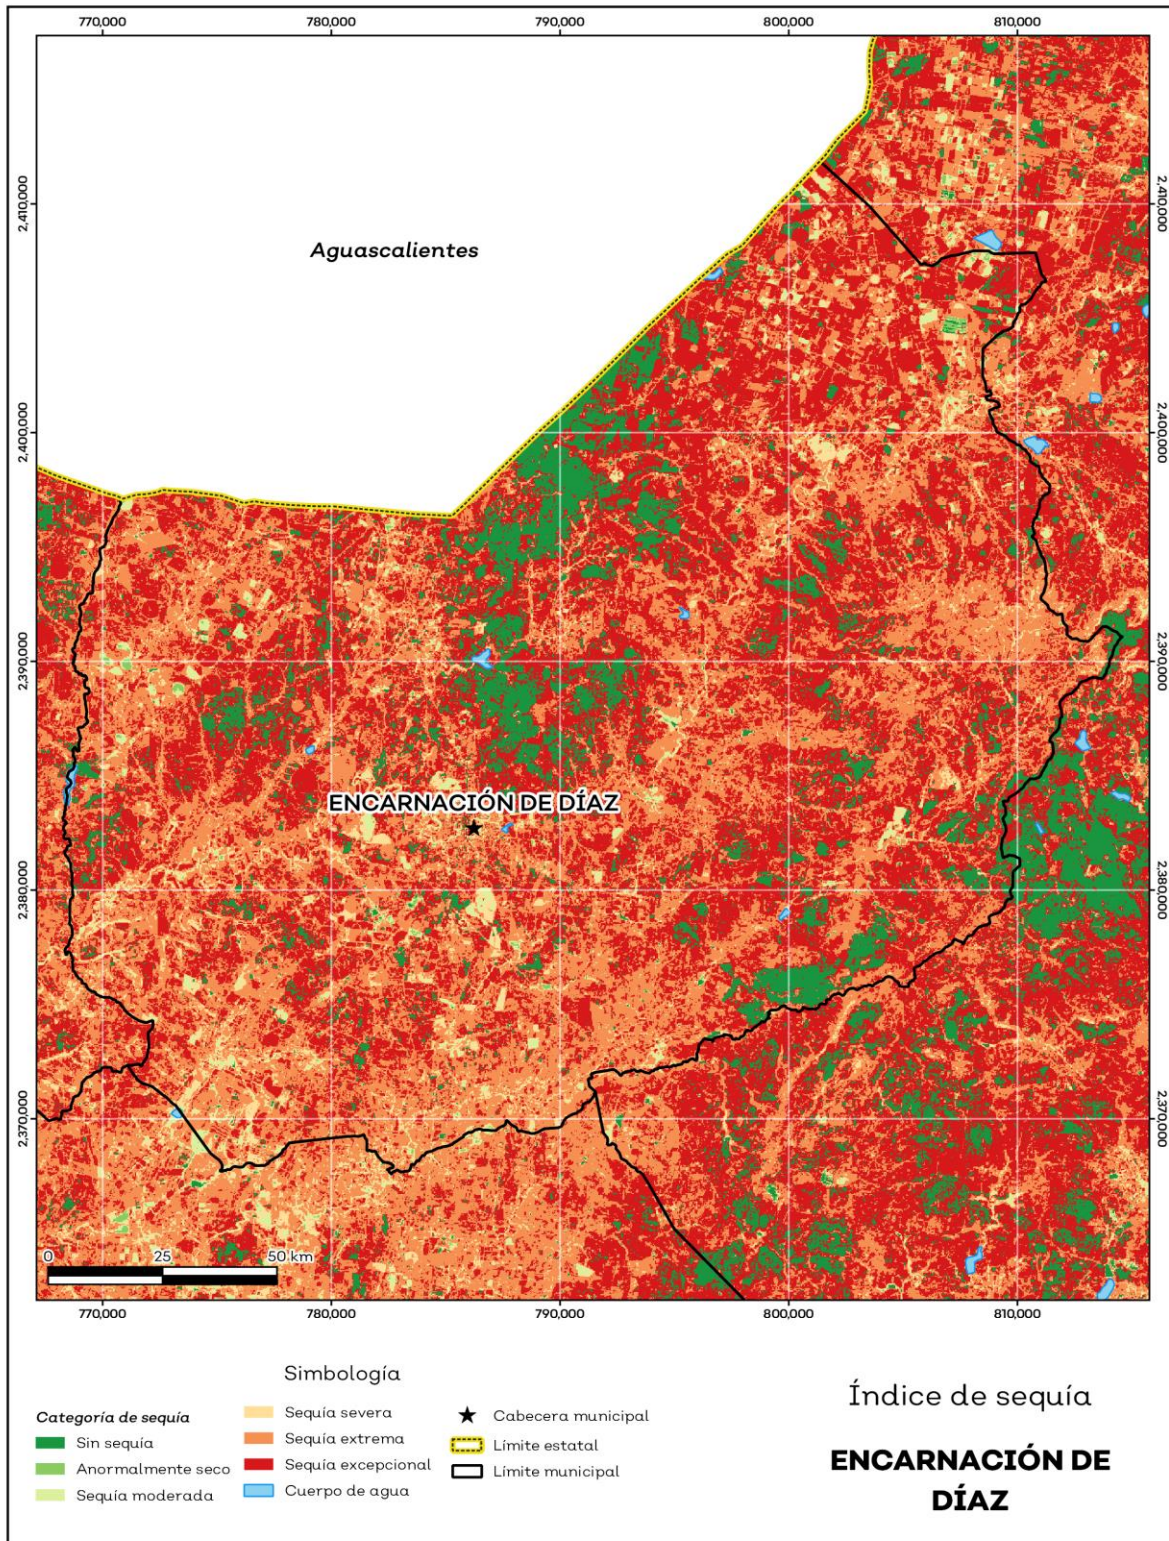 770,000 780,000 790,000 800,000 810,000
2,410,000 2,410,000
Aguascalientes
2,400,000 2,400,000
2,390,000 2,390,000
ENCARNACIÓN DE DÍAZ
2,380,000 2,380,000
2,370,000 2,370,000
0 25 50 km
770,000 780,000 790,000 800,000 810,000
Simbología
Categoría de sequía
Sin sequía
Anormalmente seco
Sequía moderada
Sequía severa
Sequía extrema
Sequía excepcional
Cuerpo de agua
Cabecera municipal
Límite estatal
Límite municipal
Índice de sequía
ENCARNACIÓN DE
DÍAZ